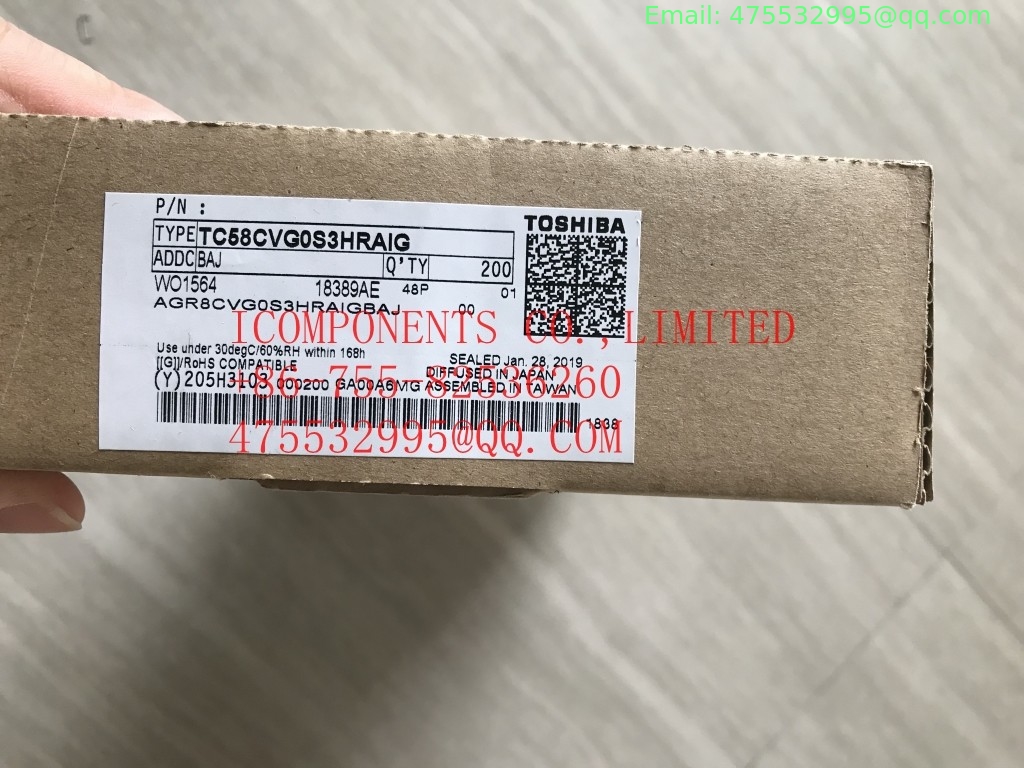 Email: 475532995@qq.com
P/N :
TOSHIBA
TYPE TC58CVG0S3HRAIG
ADDC BAJ Q'TY 200
WO1564 18389AE 48P 01
AGR8CVG0S3HRAIGBAJ 00
ICOMPONENTS CO.,LIMITED
Use under 30degC/60%RH within 168h SEALED Jan. 28, 2019
[[G]]/RoHS COMPATIBLE DIFFUSED IN JAPAN
(Y)205H3103 000200 GA00A6VIG ASSEMBLED IN TAIWAN
+86-755-82536260
1838
475532995@QQ.COM